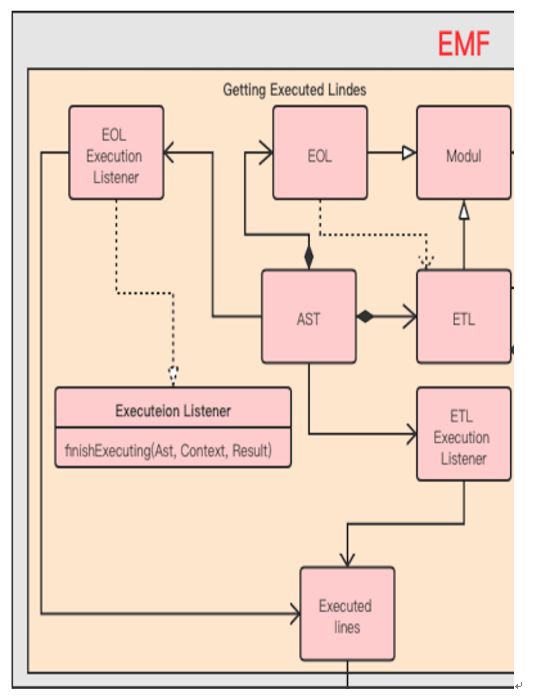 EMF
Getting Executed Lindes
EOL
Execution
Listener
EOL
Modul
AST
ETL
Executeion Listener
finishExecuting(Ast, Context, Result)
ETL
Execution
Listener
Executed
lines